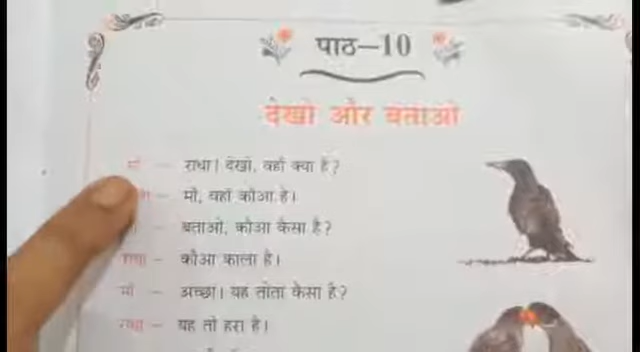 पाठ—10
देखो और बताओ
माँ — राधा! देखो, वहाँ क्या है?
— माँ, वहाँ कौआ है।
— बताओ, कौआ कैसा है?
राधा — कौआ काला है।
माँ — अच्छा। यह तोता कैसा है?
राधा — यह तो हरा है।